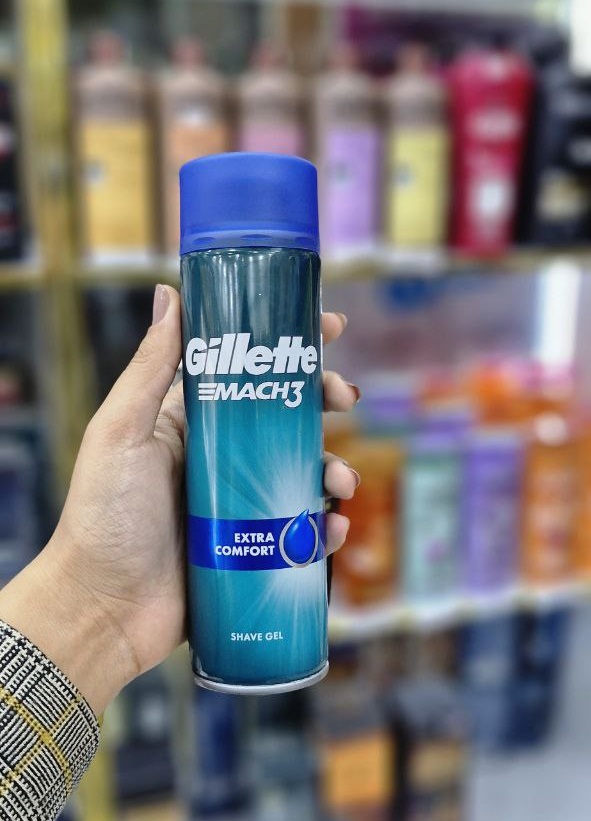 Gillette
MACH3
EXTRA
COMFORT
SHAVE GEL